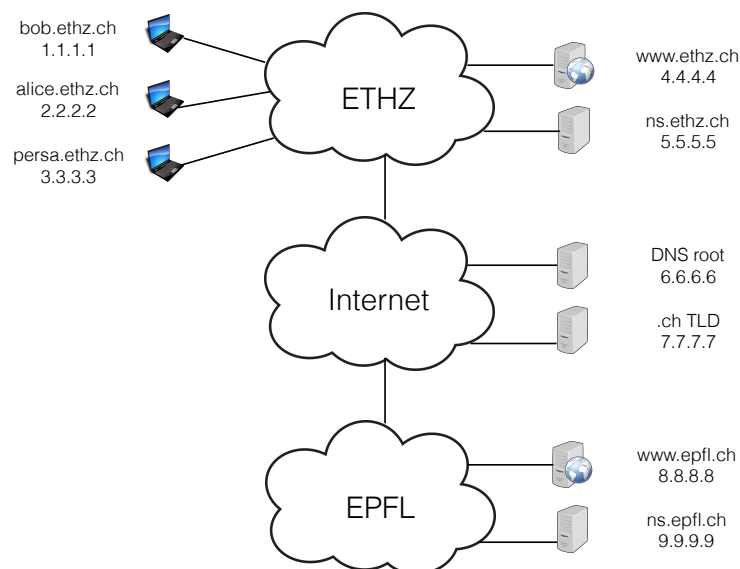 bob.ethz.ch
1.1.1.1
alice.ethz.ch
2.2.2.2
persa.ethz.ch
3.3.3.3
ETHZ
www.ethz.ch
4.4.4.4
ns.ethz.ch
5.5.5.5
Internet
DNS root
6.6.6.6
.ch TLD
7.7.7.7
EPFL
www.epfl.ch
8.8.8.8
ns.epfl.ch
9.9.9.9